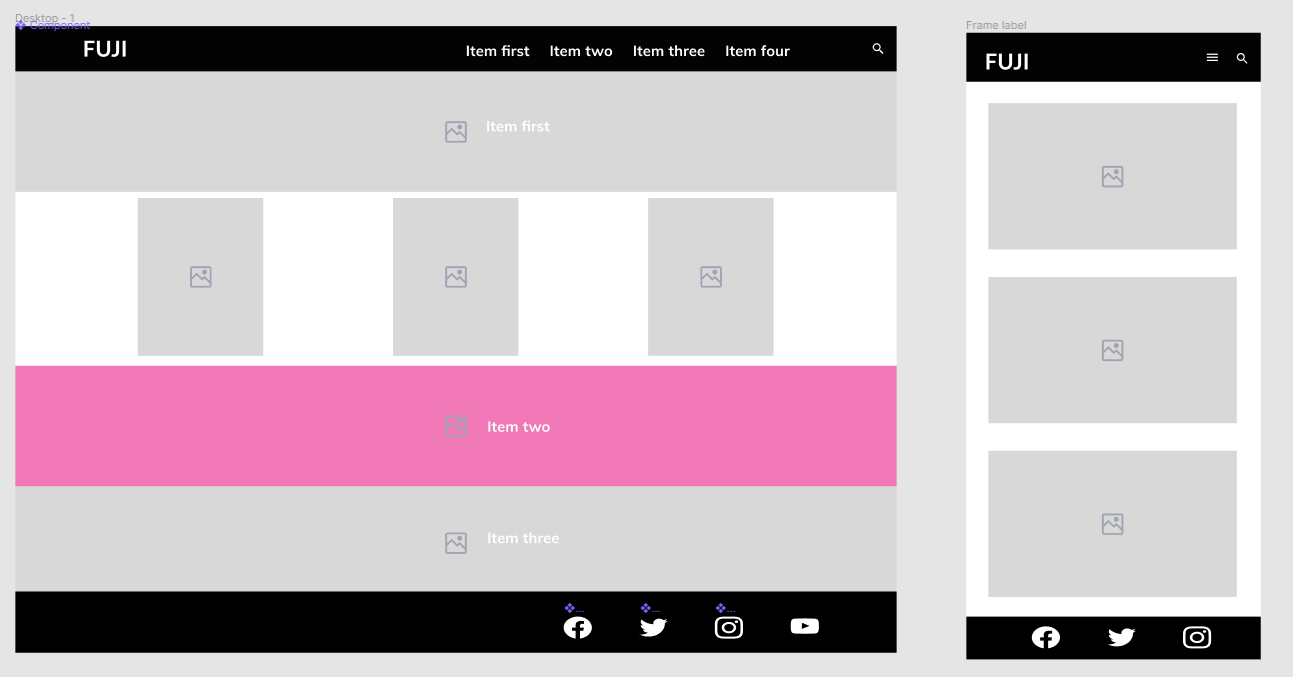 Desktop - 1
Component
FUJI
Item first Item two Item three Item four
Item first
Item two
Item three
...
...
...
Frame label
FUJI